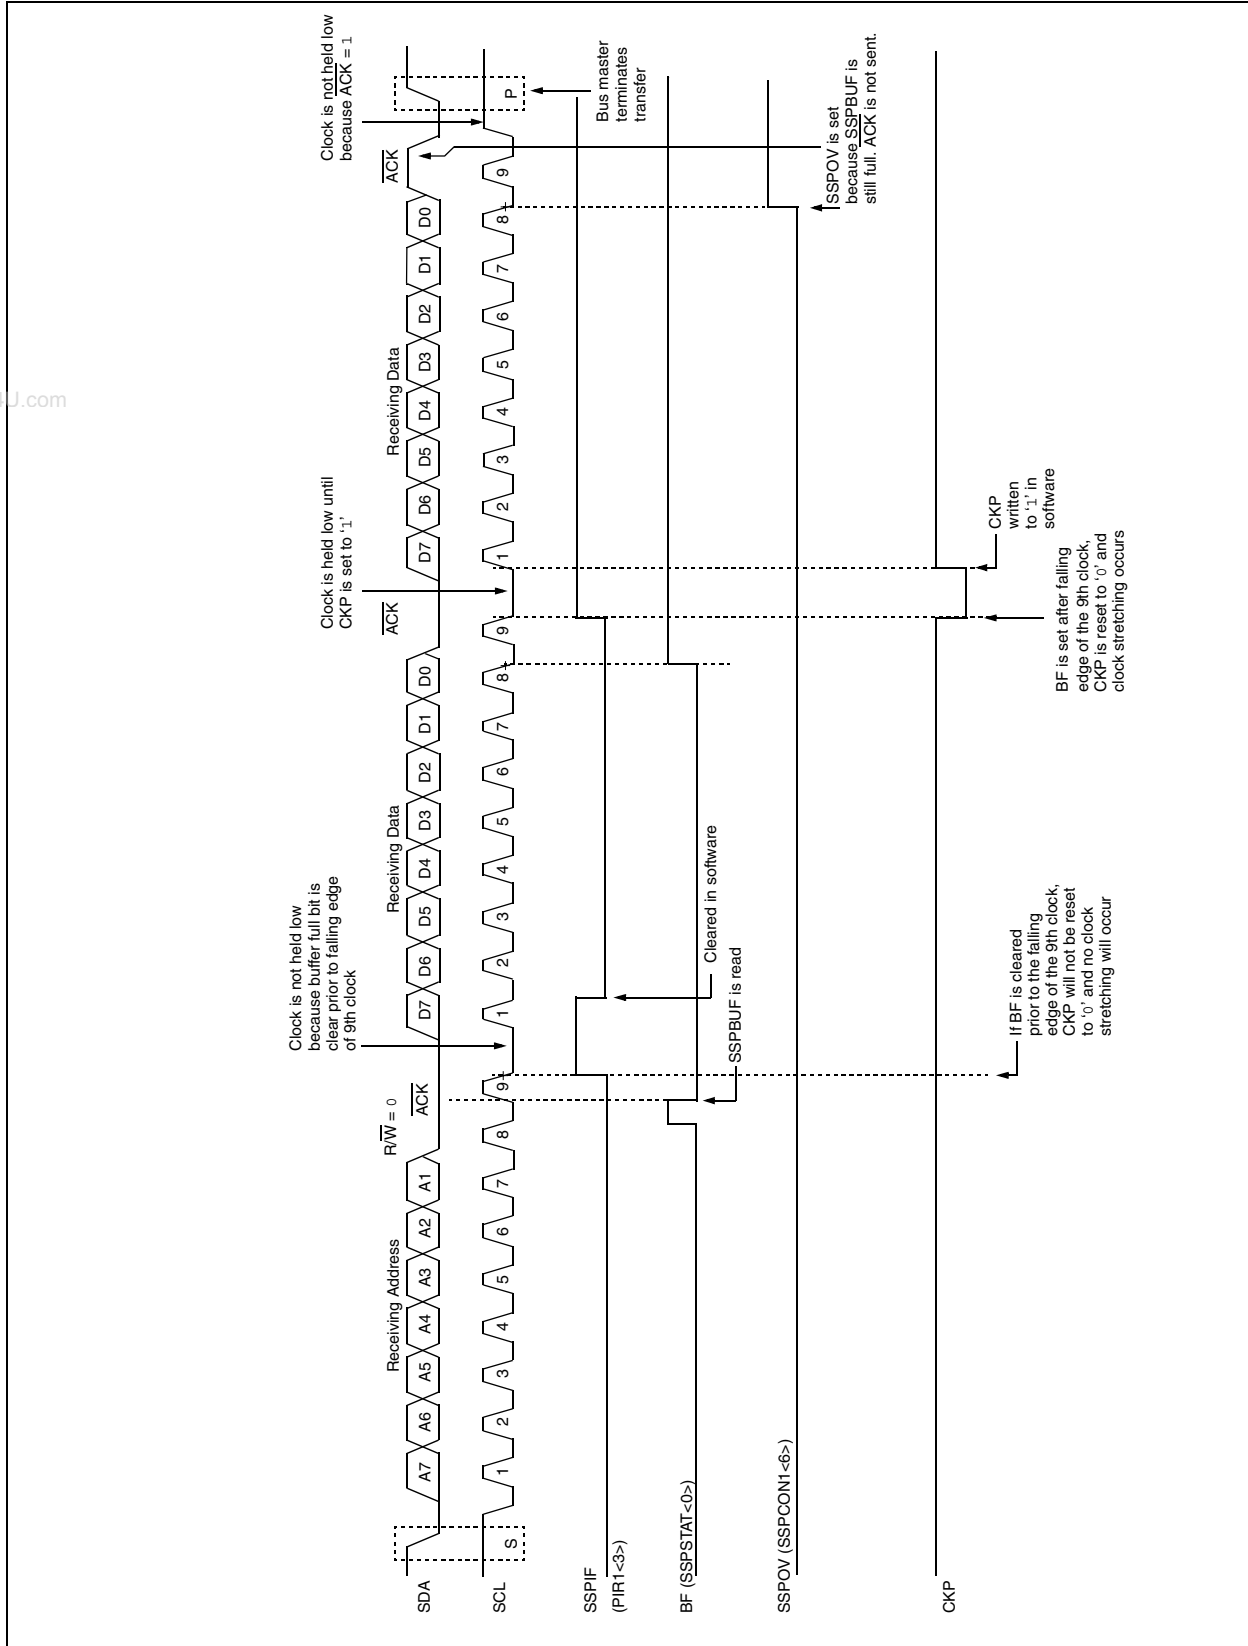 4U.com
Clock is not held low
because ACK = 1
ACK
Bus master
terminates
transfer
P
SSPOV is set
because SSPBUF is
still full. ACK is not sent.
Receiving Data
D7
D6
D5
D4
D3
D2
D1
D0
1
2
3
4
5
6
7
8
9
Clock is held low until
CKP is set to ‘1’
ACK
CKP
written
to ‘1’ in
software
BF is set after falling
edge of the 9th clock,
CKP is reset to ‘0’ and
clock stretching occurs
Receiving Data
D7
D6
D5
D4
D3
D2
D1
D0
1
2
3
4
5
6
7
8
9
Clock is not held low
because buffer full bit is
clear prior to falling edge
of 9th clock
Cleared in software
SSPBUF is read
If BF is cleared
prior to the falling
edge of the 9th clock,
CKP will not be reset
to ‘0’ and no clock
stretching will occur
R/W = 0
ACK
Receiving Address
A7
A6
A5
A4
A3
A2
A1
1
2
3
4
5
6
7
8
9
S
SDA
SCL
SSPIF
(PIR1<3>)
BF (SSPSTAT<0>)
SSPOV (SSPCON1<6>)
CKP